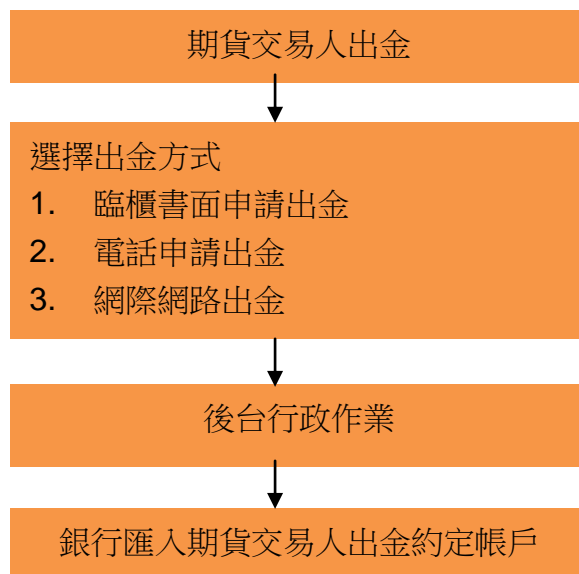 期貨交易人出金
選擇出金方式
1. 臨櫃書面申請出金
2. 電話申請出金
3. 網際網路出金
後台行政作業
銀行匯入期貨交易人出金約定帳戶